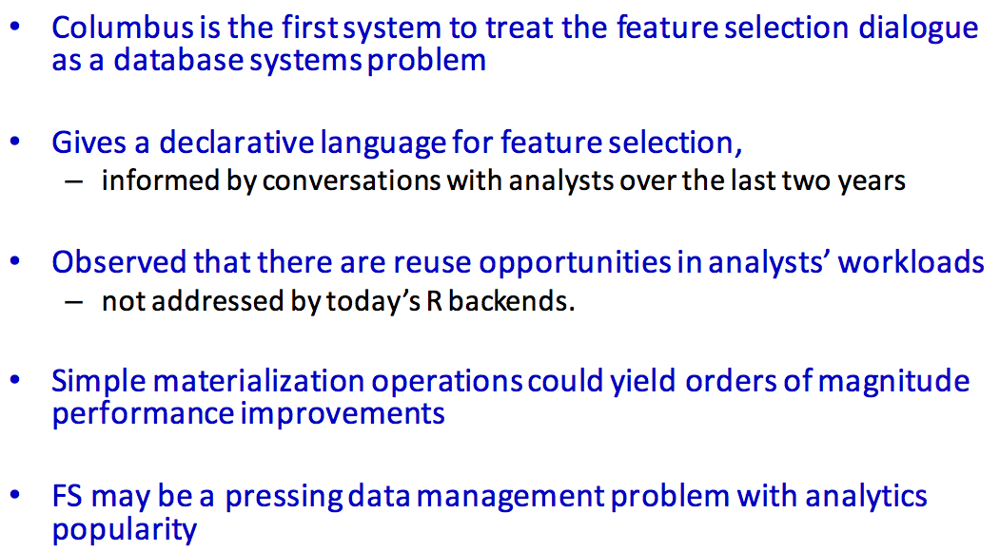 • Columbus is the first system to treat the feature selection dialogue
as a database systems problem
• Gives a declarative language for feature selection,
– informed by conversations with analysts over the last two years
• Observed that there are reuse opportunities in analysts’ workloads
– not addressed by today’s R backends.
• Simple materialization operations could yield orders of magnitude
performance improvements
• FS may be a pressing data management problem with analytics
popularity